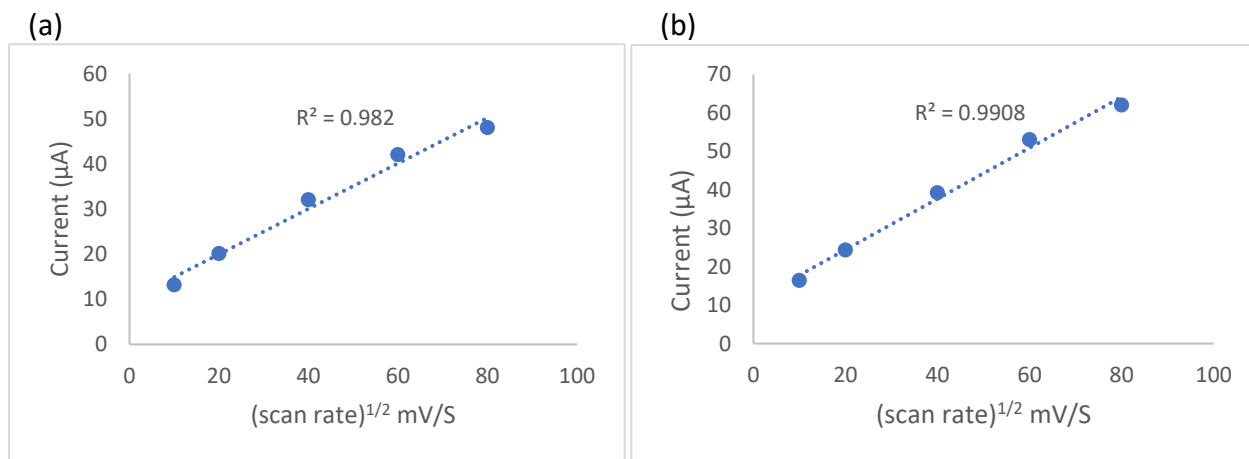 (a)
60
50
40
30
20
10
0
Current (µA)
R² = 0.982
0 20 40 60 80 100
(scan rate)^1/2 mV/S
(b)
70
60
50
40
30
20
10
0
Current (µA)
R² = 0.9908
0 20 40 60 80 100
(scan rate)^1/2 mV/S